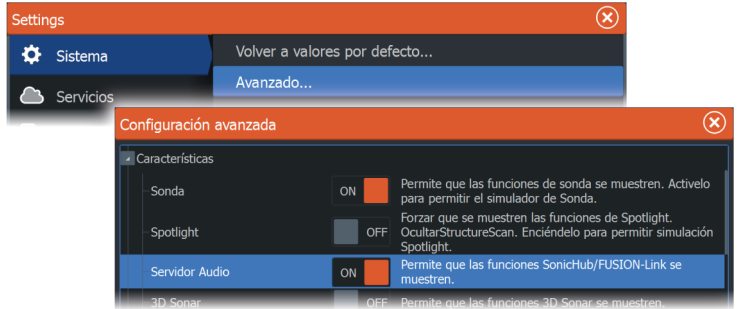 Settings
Sistema
Volver a valores por defecto...
Avanzado...
Servicios
Configuración avanzada
Características
Sonda
ON
Permite que las funciones de sonda se muestren. Activelo
para permitir el simulador de Sonda.
Spotlight
OFF
Forzar que se muestren las funciones de Spotlight.
OcultarStructureScan. Enciéndelo para permitir simulación
Spotlight.
Servidor Audio
ON
Permite que las funciones SonicHub/FUSION-Link se
muestren.
3D Sonar
OFF
Permite que las funciones 3D Sonar se muestren.